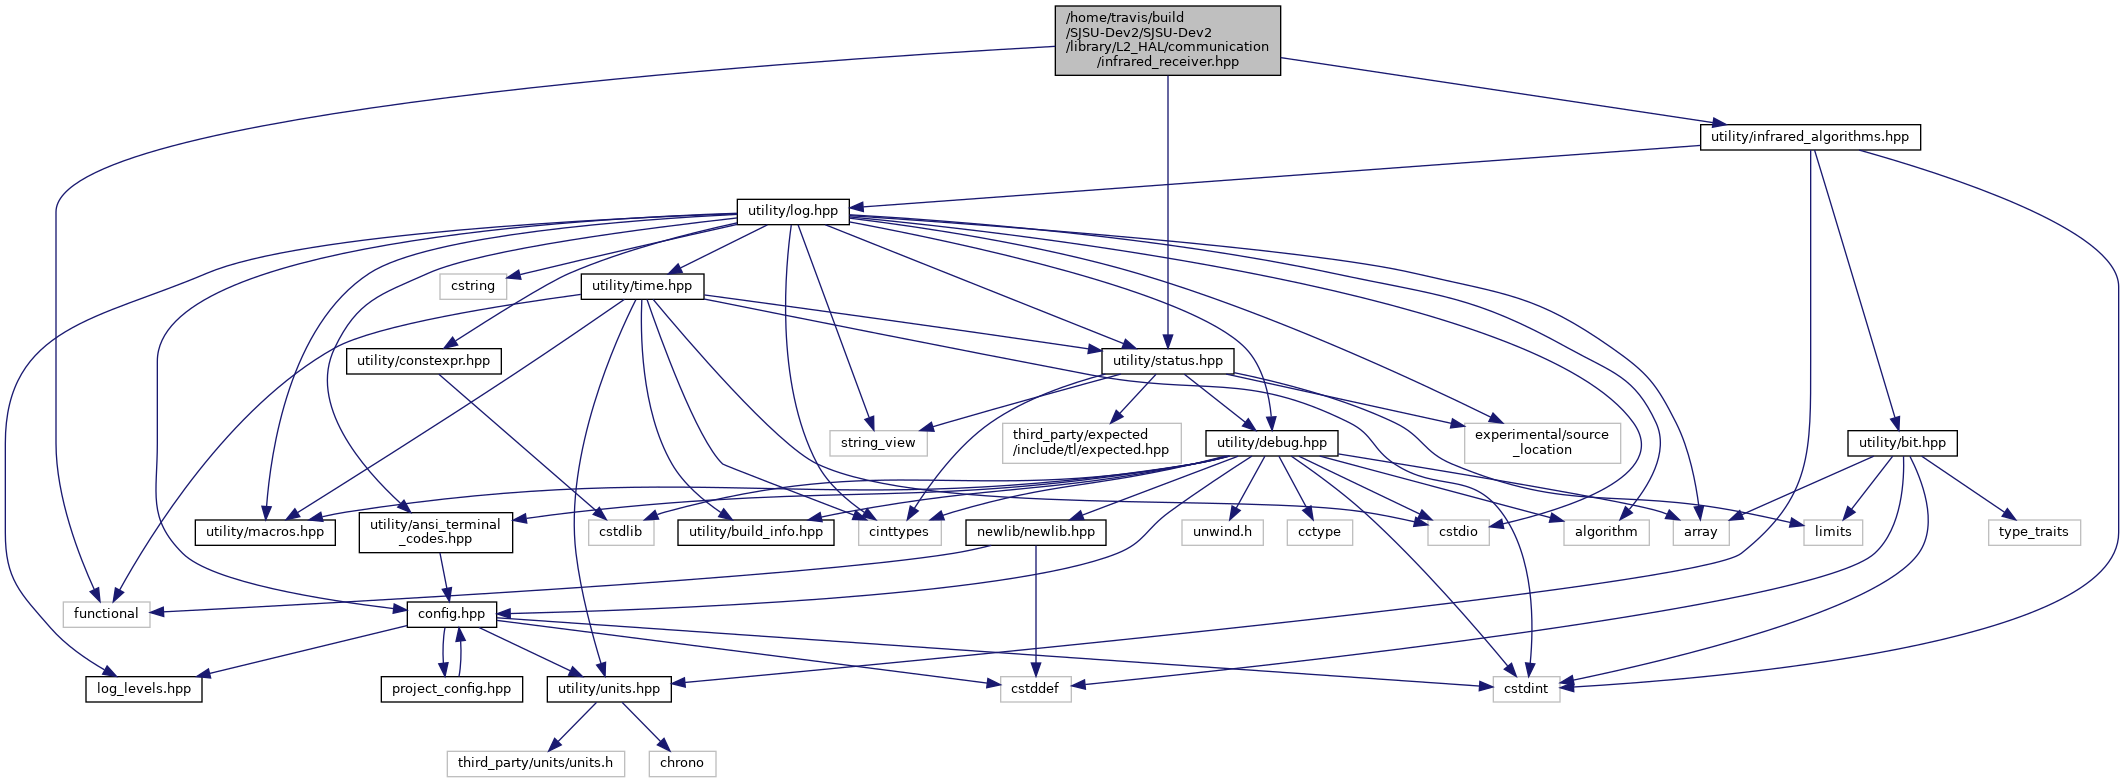 /home/travis/build
/SJSU-Dev2/SJSU-Dev2
/library/L2_HAL/communication
/infrared_receiver.hpp
utility/infrared_algorithms.hpp
utility/log.hpp
cstring
utility/time.hpp
utility/constexpr.hpp
utility/status.hpp
string_view
third_party/expected
/include/tl/expected.hpp
utility/debug.hpp
experimental/source
_location
utility/bit.hpp
utility/macros.hpp
utility/ansi_terminal
_codes.hpp
cstdlib
utility/build_info.hpp
cinttypes
newlib/newlib.hpp
unwind.h
cctype
cstdio
algorithm
array
limits
type_traits
functional
config.hpp
log_levels.hpp
project_config.hpp
utility/units.hpp
cstddef
cstdint
third_party/units/units.h
chrono